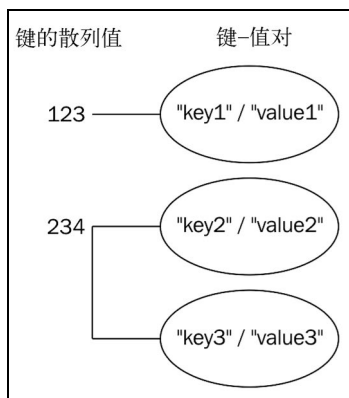 键的散列值 键-值对
123 "key1" / "value1"
234 "key2" / "value2"
"key3" / "value3"